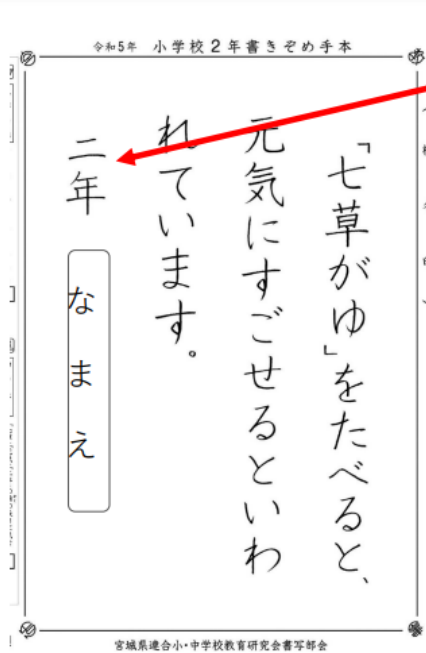 令和5年 小学校2年書きぞめ手本
「七草がゆ」をたべると、
元気にすごせるといわ
れています。
二年 なまえ
宮城県連合小・中学校教育研究会書写部会